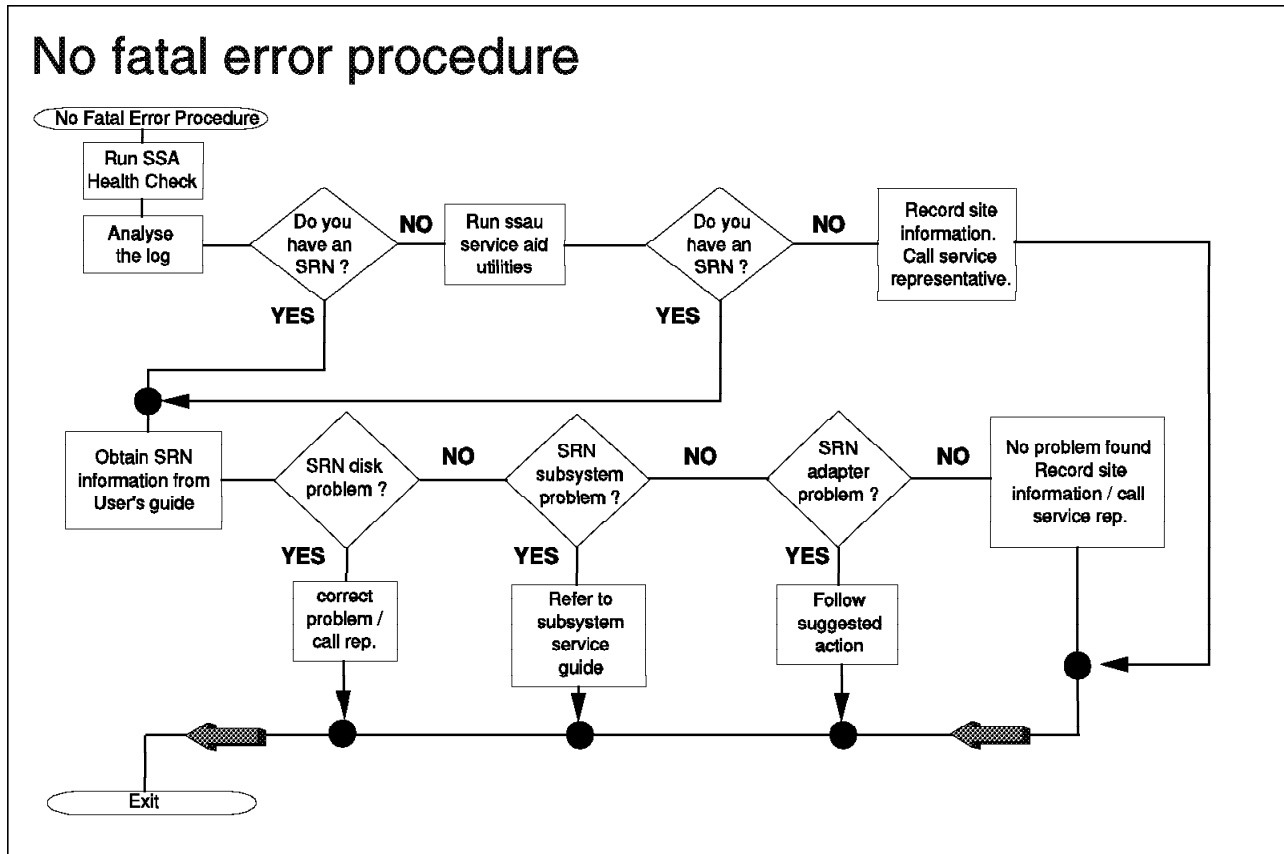 No fatal error procedure
No Fatal Error Procedure
Run SSA
Health Check
Analyse
the log
Do you
have an
SRN ?
NO
YES
Run ssau
service aid
utilities
Do you
have an
SRN ?
NO
YES
Record site
information.
Call service
representative.
Obtain SRN
information from
User's guide
SRN disk
problem ?
NO
YES
SRN
subsystem
problem ?
NO
YES
SRN
adapter
problem ?
NO
YES
No problem found
Record site
information / call
service rep.
correct
problem /
call rep.
Refer to
subsystem
service
guide
Follow
suggested
action
Exit